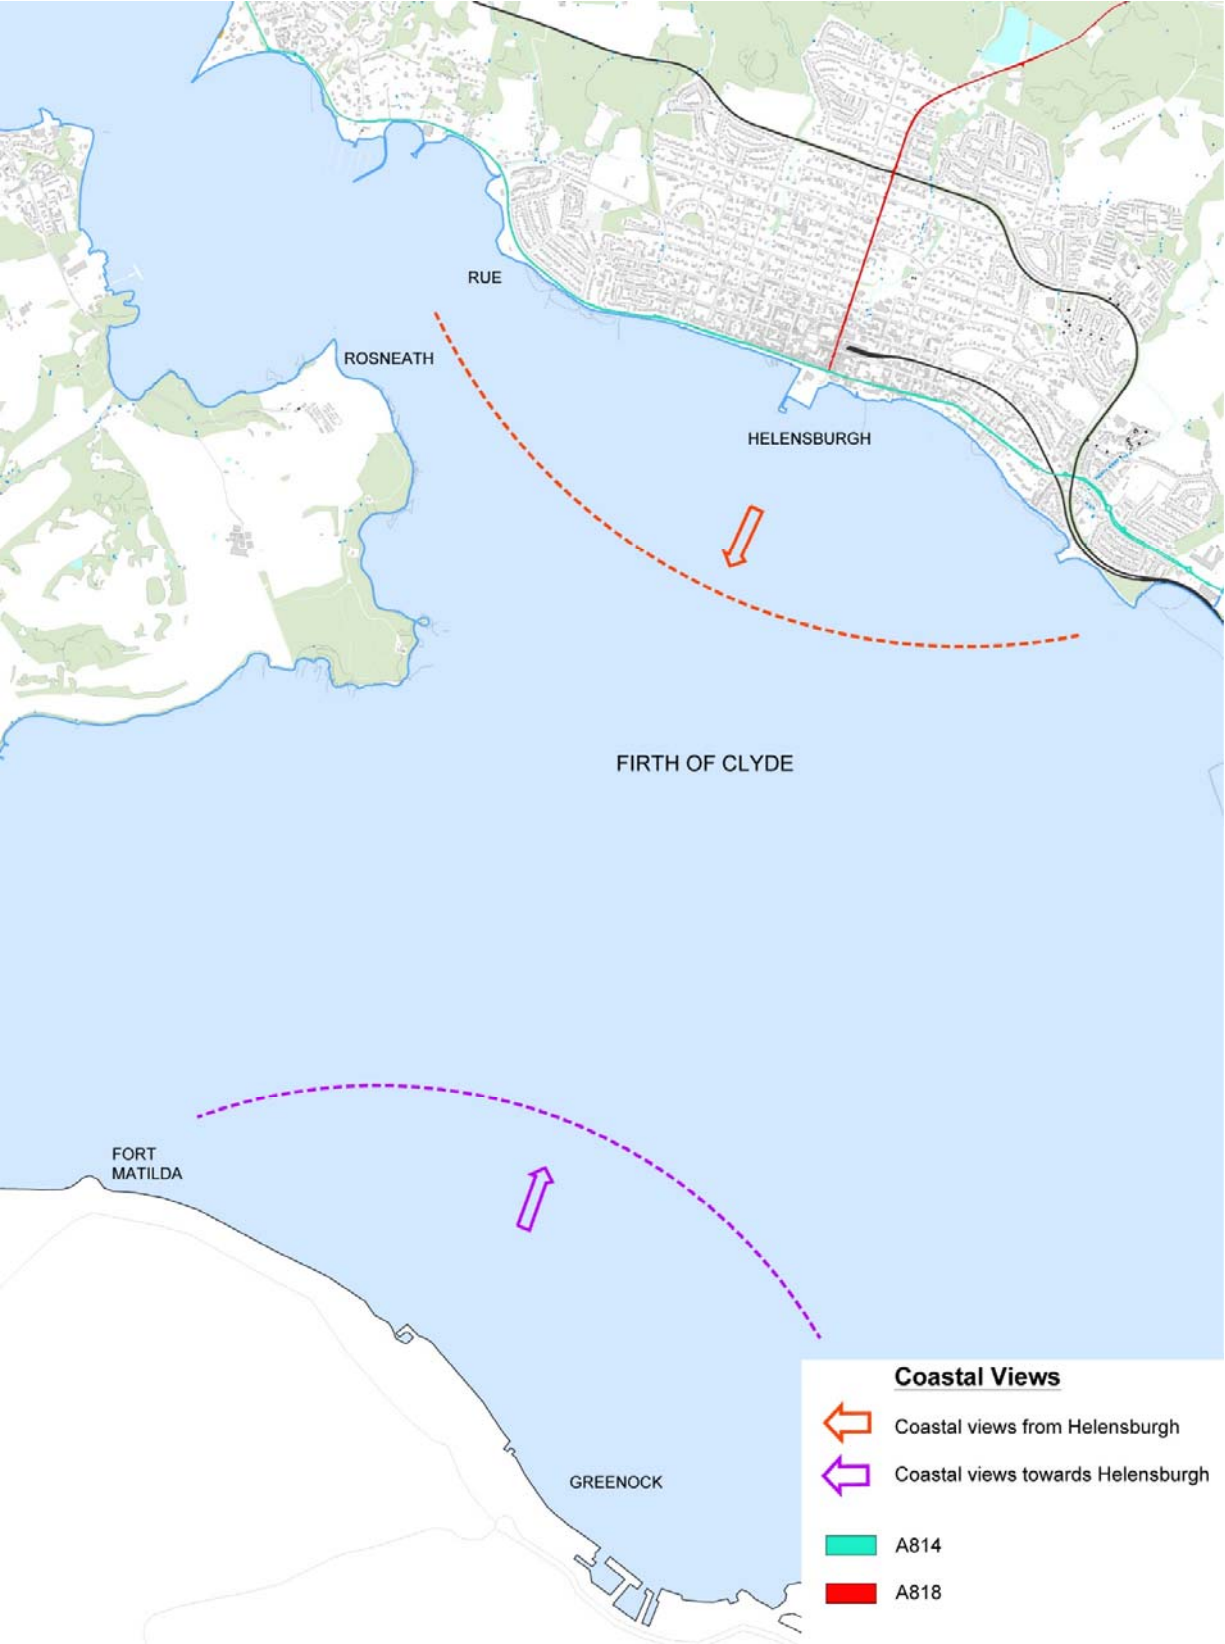 RUE
ROSNEATH
HELENSBURGH
FIRTH OF CLYDE
FORT
MATILDA
GREENOCK
Coastal Views
Coastal views from Helensburgh
Coastal views towards Helensburgh
A814
A818